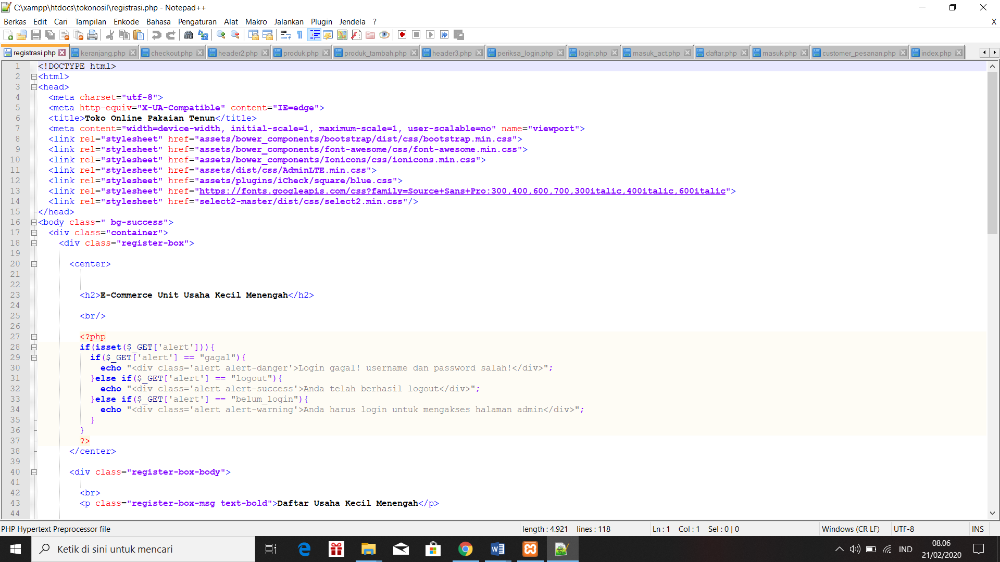 C:\xampp\htdocs\tokonosil\registrasi.php - Notepad++
Berkas Edit Cari Tampilan Enkode Bahasa Pengaturan Alat Makro Jalankan Plugin Jendela ? X
registrasi.php keranjang.php checkout.php header2.php produk.php produk_tambah.php header3.php periksa_login.php login.php masuk_act.php daftar.php masuk.php customer_pesanan.php index.php
1 <!DOCTYPE html>
2 <html>
3 <head>
4 <meta charset="utf-8">
5 <meta http-equiv="X-UA-Compatible" content="IE=edge">
6 <title>Toko Online Pakaian Tenun</title>
7 <meta content="width=device-width, initial-scale=1, maximum-scale=1, user-scalable=no" name="viewport">
8 <link rel="stylesheet" href="assets/bower_components/bootstrap/dist/css/bootstrap.min.css">
9 <link rel="stylesheet" href="assets/bower_components/font-awesome/css/font-awesome.min.css">
10 <link rel="stylesheet" href="assets/bower_components/Ionicons/css/ionicons.min.css">
11 <link rel="stylesheet" href="assets/dist/css/AdminLTE.min.css">
12 <link rel="stylesheet" href="assets/plugins/iCheck/square/blue.css">
13 <link rel="stylesheet" href="https://fonts.googleapis.com/css?family=Source+Sans+Pro:300,400,600,700,300italic,400italic,600italic">
14 <link rel="stylesheet" href="select2-master/dist/css/select2.min.css"/>
15 </head>
16 <body class=" bg-success">
17 <div class="container">
18 <div class="register-box">
19
20 <center>
21
22
23 <h2>E-Commerce Unit Usaha Kecil Menengah</h2>
24
25 <br/>
26
27 <?php
28 if(isset($_GET['alert'])){
29 if($_GET['alert'] == "gagal"){
30 echo "<div class='alert alert-danger'>Login gagal! username dan password salah!</div>";
31 }else if($_GET['alert'] == "logout"){
32 echo "<div class='alert alert-success'>Anda telah berhasil logout</div>";
33 }else if($_GET['alert'] == "belum_login"){
34 echo "<div class='alert alert-warning'>Anda harus login untuk mengakses halaman admin</div>";
35 }
36 }
37 ?>
38 </center>
39
40 <div class="register-box-body">
41
42 <br>
43 <p class="register-box-msg text-bold">Daftar Usaha Kecil Menengah</p>
44
PHP Hypertext Preprocessor file length : 4.921 lines : 118 Ln : 1 Col : 1 Sel : 0 | 0 Windows (CR LF) UTF-8 INS
Ketik di sini untuk mencari IND 08.06
21/02/2020